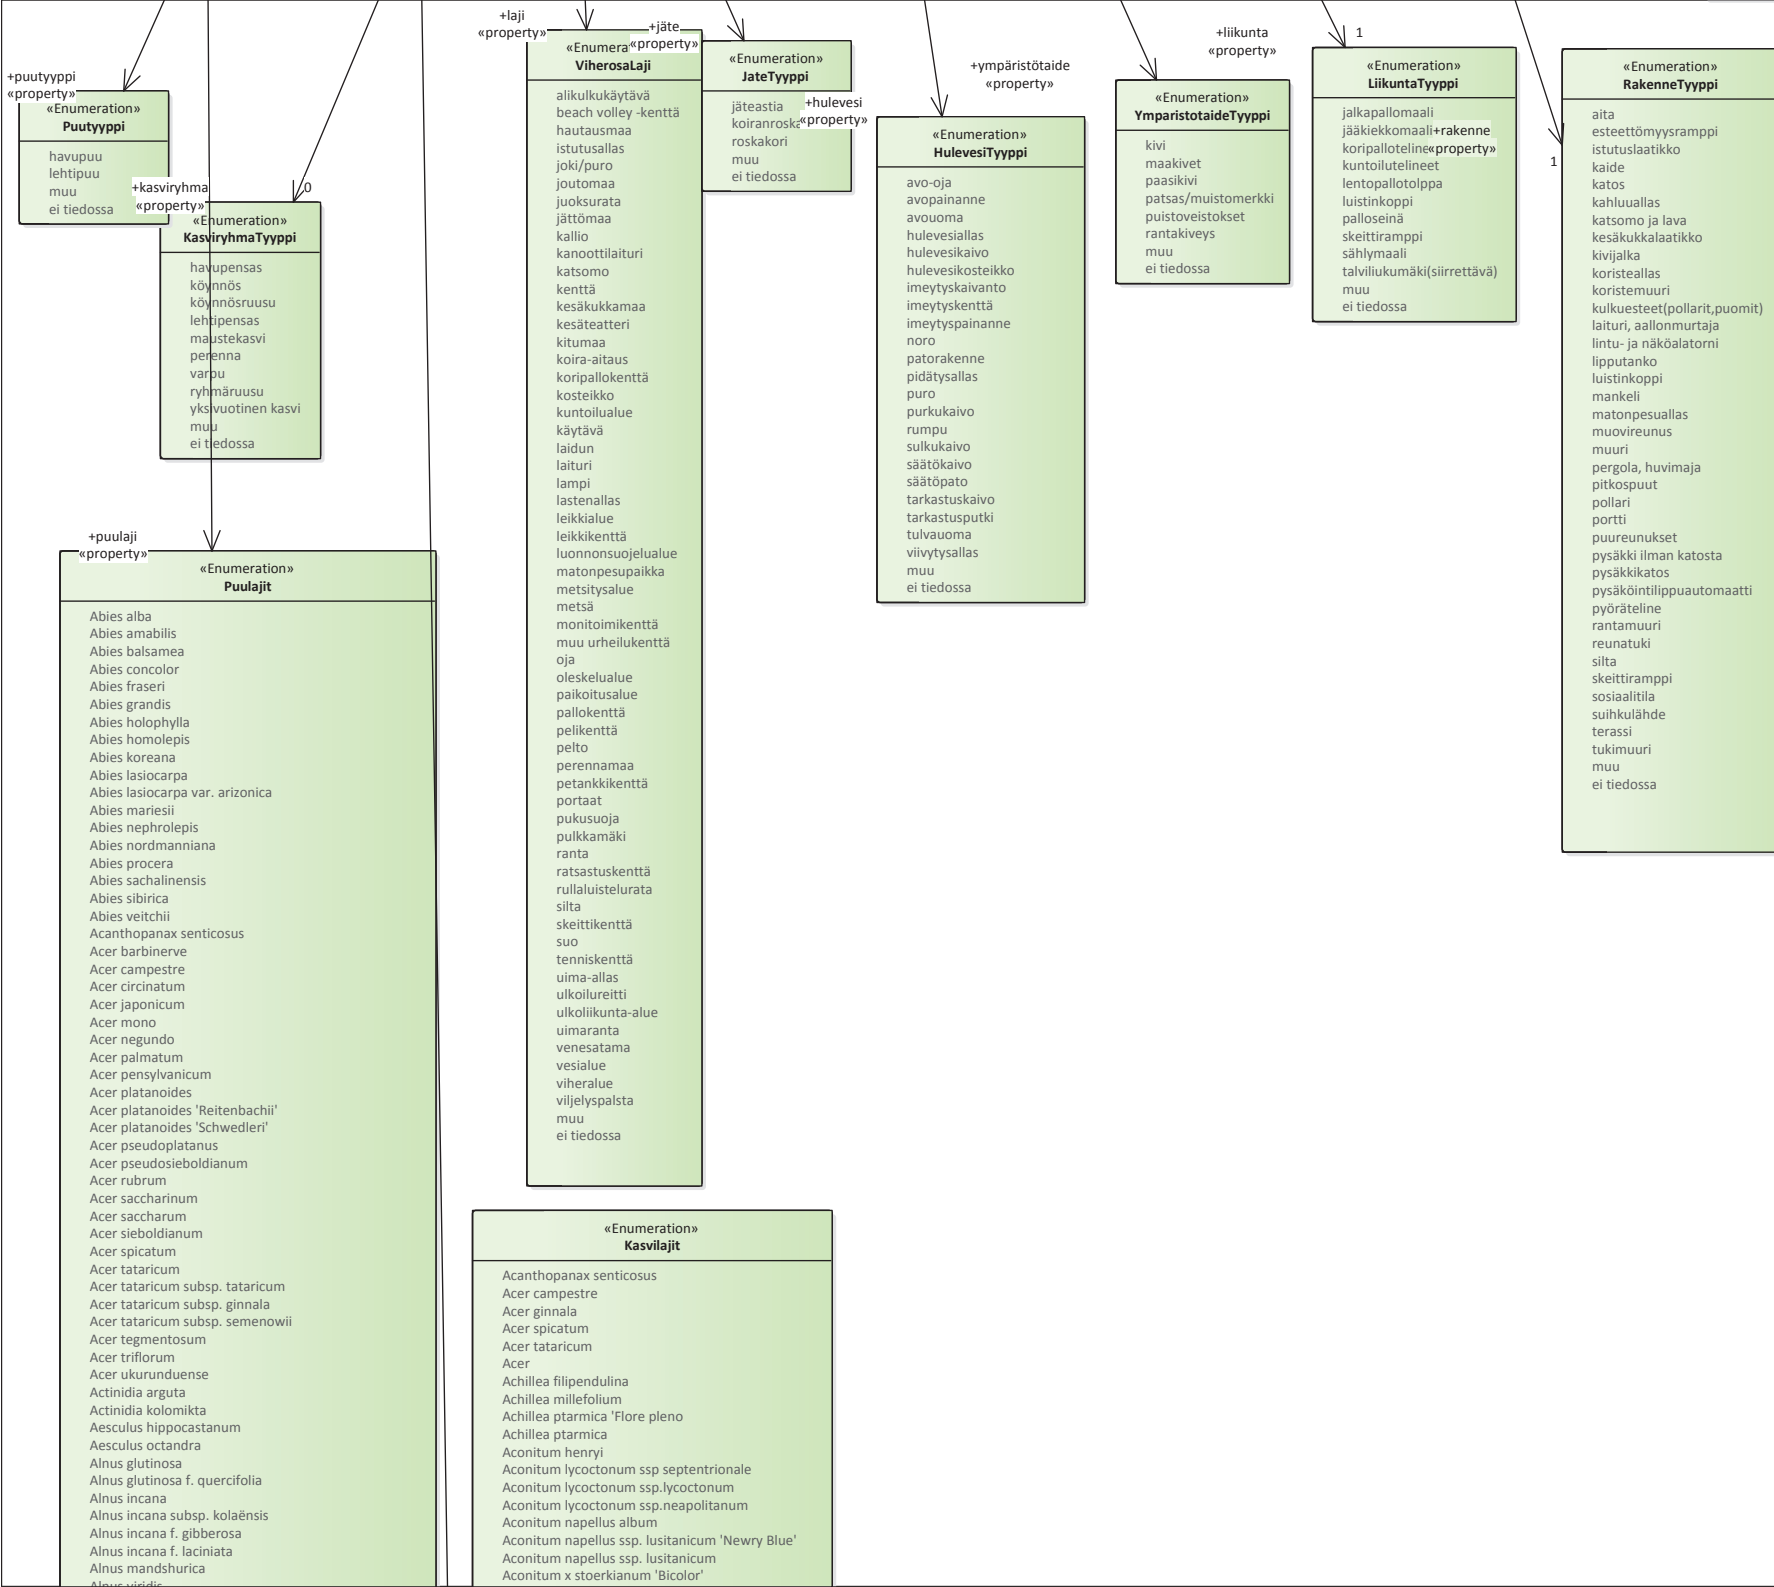 +puutyyppi
«property»
«Enumeration»
Puutyyppi
havupuu
lehtipuu
muu
ei tiedossa
+kasviryhma
«property»
0
«Enumeration»
KasviryhmaTyyppi
havupensas
köynnös
köynnösruusu
lehtipensas
maustekasvi
perenna
varpu
ryhmäruusu
yksivuotinen kasvi
muu
ei tiedossa
+puulaji
«property»
«Enumeration»
Puulajit
Abies alba
Abies amabilis
Abies balsamea
Abies concolor
Abies fraseri
Abies grandis
Abies holophylla
Abies homolepis
Abies koreana
Abies lasiocarpa
Abies lasiocarpa var. arizonica
Abies mariesii
Abies nephrolepis
Abies nordmanniana
Abies procera
Abies sachalinensis
Abies sibirica
Abies veitchii
Acanthopanax senticosus
Acer barbinerve
Acer campestre
Acer circinatum
Acer japonicum
Acer mono
Acer negundo
Acer palmatum
Acer pensylvanicum
Acer platanoides
Acer platanoides 'Reitenbachii'
Acer platanoides 'Schwedleri'
Acer pseudoplatanus
Acer pseudosieboldianum
Acer rubrum
Acer saccharinum
Acer saccharum
Acer sieboldianum
Acer spicatum
Acer tataricum
Acer tataricum subsp. tataricum
Acer tataricum subsp. ginnala
Acer tataricum subsp. semenowii
Acer tegmentosum
Acer triflorum
Acer ukurunduense
Actinidia arguta
Actinidia kolomikta
Aesculus hippocastanum
Aesculus octandra
Alnus glutinosa
Alnus glutinosa f. quercifolia
Alnus incana
Alnus incana subsp. kolaënsis
Alnus incana f. gibberosa
Alnus incana f. laciniata
Alnus mandshurica
Alnus viridis
+laji
«property»
«Enumera
ViherosaLaji
alikulkukäytävä
beach volley -kenttä
hautausmaa
istutusallas
joki/puro
joutomaa
juoksurata
jättömaa
kallio
kanoottilaituri
katsomo
kenttä
kesäkukkamaa
kesäteatteri
kitumaa
koira-aitaus
koripallokenttä
kosteikko
kuntoilualue
käytävä
laidun
laituri
lampi
lastenallas
leikkialue
leikkikenttä
luonnonsuojelualue
matonpesupaikka
metsitysalue
metsä
monitoimikenttä
muu urheilukenttä
oja
oleskelualue
paikoitusalue
pallokenttä
pelikenttä
pelto
perennamaa
petankkikenttä
portaat
pukusuoja
pulkkamäki
ranta
ratsastuskenttä
rullaluistelurata
silta
skeittikenttä
suo
tenniskenttä
uima-allas
ulkoilureitti
ulkoliikunta-alue
uimaranta
venesatama
vesialue
viheralue
viljelyspalsta
muu
ei tiedossa
«Enumeration»
Kasvilajit
Acanthopanax senticosus
Acer campestre
Acer ginnala
Acer spicatum
Acer tataricum
Acer
Achillea filipendulina
Achillea millefolium
Achillea ptarmica 'Flore pleno
Achillea ptarmica
Aconitum henryi
Aconitum lycoctonum ssp septentrionale
Aconitum lycoctonum ssp.lycoctonum
Aconitum lycoctonum ssp.neapolitanum
Aconitum napellus album
Aconitum napellus ssp. lusitanicum 'Newry Blue'
Aconitum napellus ssp. lusitanicum
Aconitum x stoerkianum 'Bicolor'
+jäte
«property»
«Enumeration»
JateTyyppi
jäteastia
koiranroska
roskakori
muu
ei tiedossa
+hulevesi
«property»
«Enumeration»
HulevesiTyyppi
avo-oja
avopainanne
avouoma
hulevesiallas
hulevesikaivo
hulevesikosteikko
imeytyskaivanto
imeytyskenttä
imeytyspainanne
noro
patorakenne
pidätysallas
puro
purkukaivo
rumpu
sulkukaivo
säätökaivo
säätöpato
tarkastuskaivo
tarkastusputki
tulvauoma
viivytysallas
muu
ei tiedossa
+ympäristötaide
«property»
«Enumeration»
YmparistotaideTyyppi
kivi
maakivet
paasikivi
patsas/muistomerkki
puistoveistokset
rantakiveys
muu
ei tiedossa
+liikunta
«property»
1
«Enumeration»
LiikuntaTyyppi
jalkapallomaali
jääkiekkomaali
koripalloteline
kuntoilutelineet
lentopallotolppa
luistinkoppi
palloseinä
skeittiramppi
sählymaali
talviliukumäki(siirrettävä)
muu
ei tiedossa
+rakenne
«property»
1
«Enumeration»
RakenneTyyppi
aita
esteettömyysramppi
istutuslaatikko
kaide
katos
kahluuallas
katsomo ja lava
kesäkukkalaatikko
kivijalka
koristeallas
koristemuuri
kulkuesteet(pollarit,puomit)
laituri, aallonmurtaja
lintu- ja näköalatorni
lipputanko
luistinkoppi
mankeli
matonpesuallas
muovireunus
muuri
pergola, huvimaja
pitkospuut
pollari
portti
puureunukset
pysäkki ilman katosta
pysäkkikatos
pysäköintilippuautomaatti
pyöräteline
rantamuuri
reunatuki
silta
skeittiramppi
sosiaalitila
suihkulähde
terassi
tukimuuri
muu
ei tiedossa